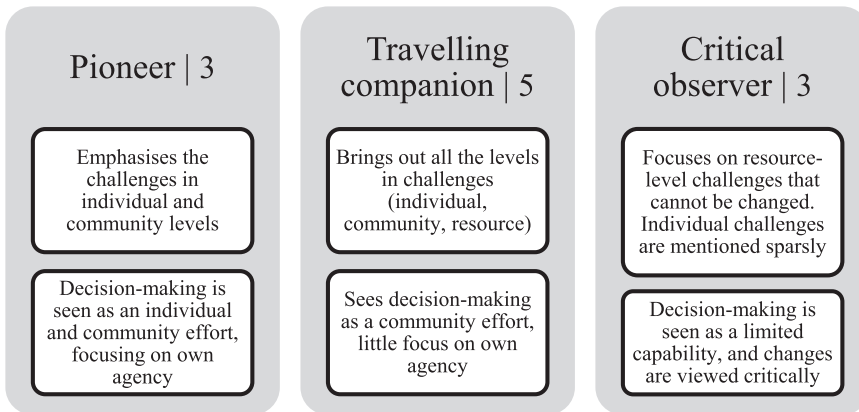 Pioneer | 3
Emphasises the
challenges in
individual and
community levels
Decision-making is
seen as an individual
and community effort,
focusing on own
agency
Travelling
companion | 5
Brings out all the levels
in challenges
(individual,
community, resource)
Sees decision-making
as a community effort,
little focus on own
agency
Critical
observer | 3
Focuses on resource-
level challenges that
cannot be changed.
Individual challenges
are mentioned sparsly
Decision-making is
seen as a limited
capability, and changes
are viewed critically